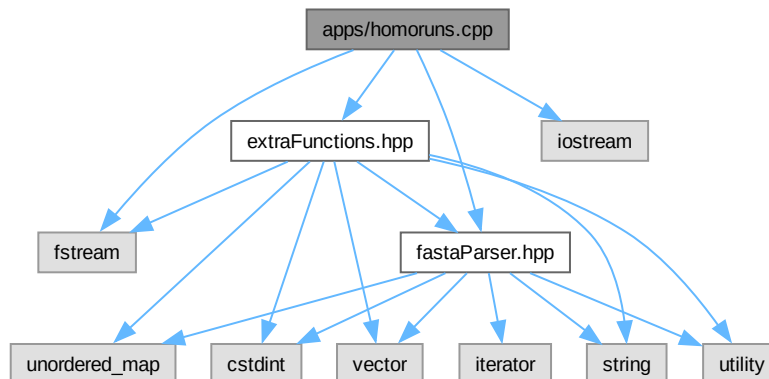 apps/homoruns.cpp
extraFunctions.hpp
iostream
fstream
fastaParser.hpp
unordered_map
cstdint
vector
iterator
string
utility